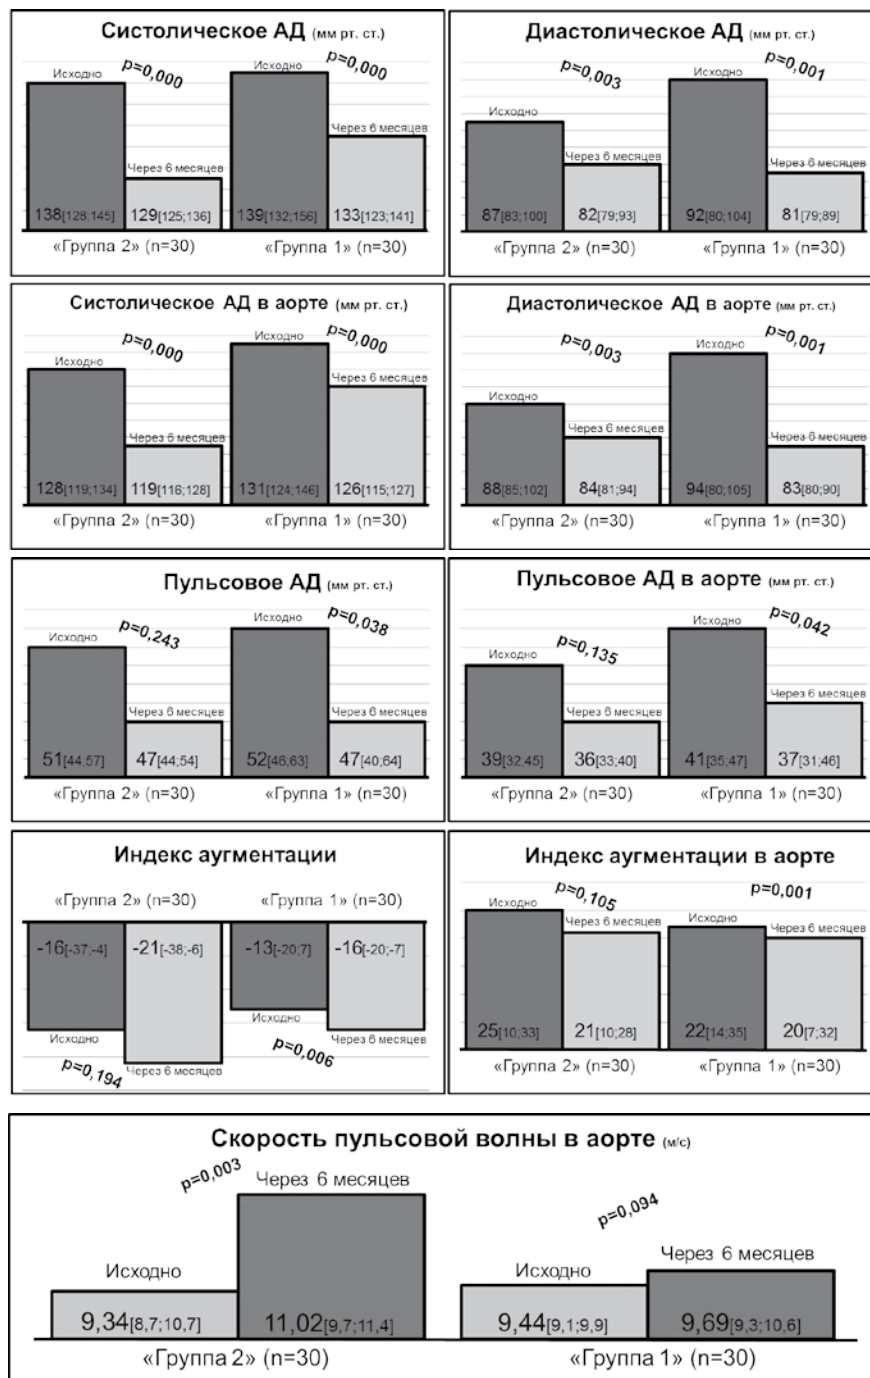 Систолическое АД (мм рт. ст.)
Исходно
p=0,000
Исходно
p=0,000
Через 6 месяцев
Через 6 месяцев
138[128;145]
129[125;136]
139[132;156]
133[123;141]
«Группа 2» (n=30)
«Группа 1» (n=30)
Диастолическое АД (мм рт. ст.)
Исходно
p=0,003
Исходно
p=0,001
Через 6 месяцев
Через 6 месяцев
87[83;100]
82[79;93]
92[80;104]
81[79;89]
«Группа 2» (n=30)
«Группа 1» (n=30)
Систолическое АД в аорте (мм рт. ст.)
Исходно
p=0,000
Исходно
p=0,000
Через 6 месяцев
Через 6 месяцев
128[119;134]
119[116;128]
131[124;146]
126[115;127]
«Группа 2» (n=30)
«Группа 1» (n=30)
Диастолическое АД в аорте (мм рт. ст.)
Исходно
p=0,003
Исходно
p=0,001
Через 6 месяцев
Через 6 месяцев
88[85;102]
84[81;94]
94[80;105]
83[80;90]
«Группа 2» (n=30)
«Группа 1» (n=30)
Пульсовое АД (мм рт. ст.)
Исходно
p=0,243
Исходно
p=0,038
Через 6 месяцев
Через 6 месяцев
51[44;57]
47[44;54]
52[46;63]
47[40;64]
«Группа 2» (n=30)
«Группа 1» (n=30)
Пульсовое АД в аорте (мм рт. ст.)
Исходно
p=0,135
Исходно
p=0,042
Через 6 месяцев
Через 6 месяцев
39[32,45]
36[33;40]
41[35;47]
37[31;46]
«Группа 2» (n=30)
«Группа 1» (n=30)
Индекс аугментации
«Группа 2» (n=30)
«Группа 1» (n=30)
-16[-37;-4]
-21[-38;-6]
-13[-20;7]
-16[-20;-7]
Исходно
Исходно
Через 6 месяцев
Через 6 месяцев
p=0,194
p=0,006
Индекс аугментации в аорте
Исходно
p=0,105
Исходно
p=0,001
Через 6 месяцев
Через 6 месяцев
25[10;33]
21[10;28]
22[14;35]
20[7;32]
«Группа 2» (n=30)
«Группа 1» (n=30)
Скорость пульсовой волны в аорте (м/с)
p=0,003
Через 6 месяцев
p=0,094
Исходно
Исходно
Через 6 месяцев
9,34[8,7;10,7]
11,02[9,7;11,4]
9,44[9,1;9,9]
9,69[9,3;10,6]
«Группа 2» (n=30)
«Группа 1» (n=30)